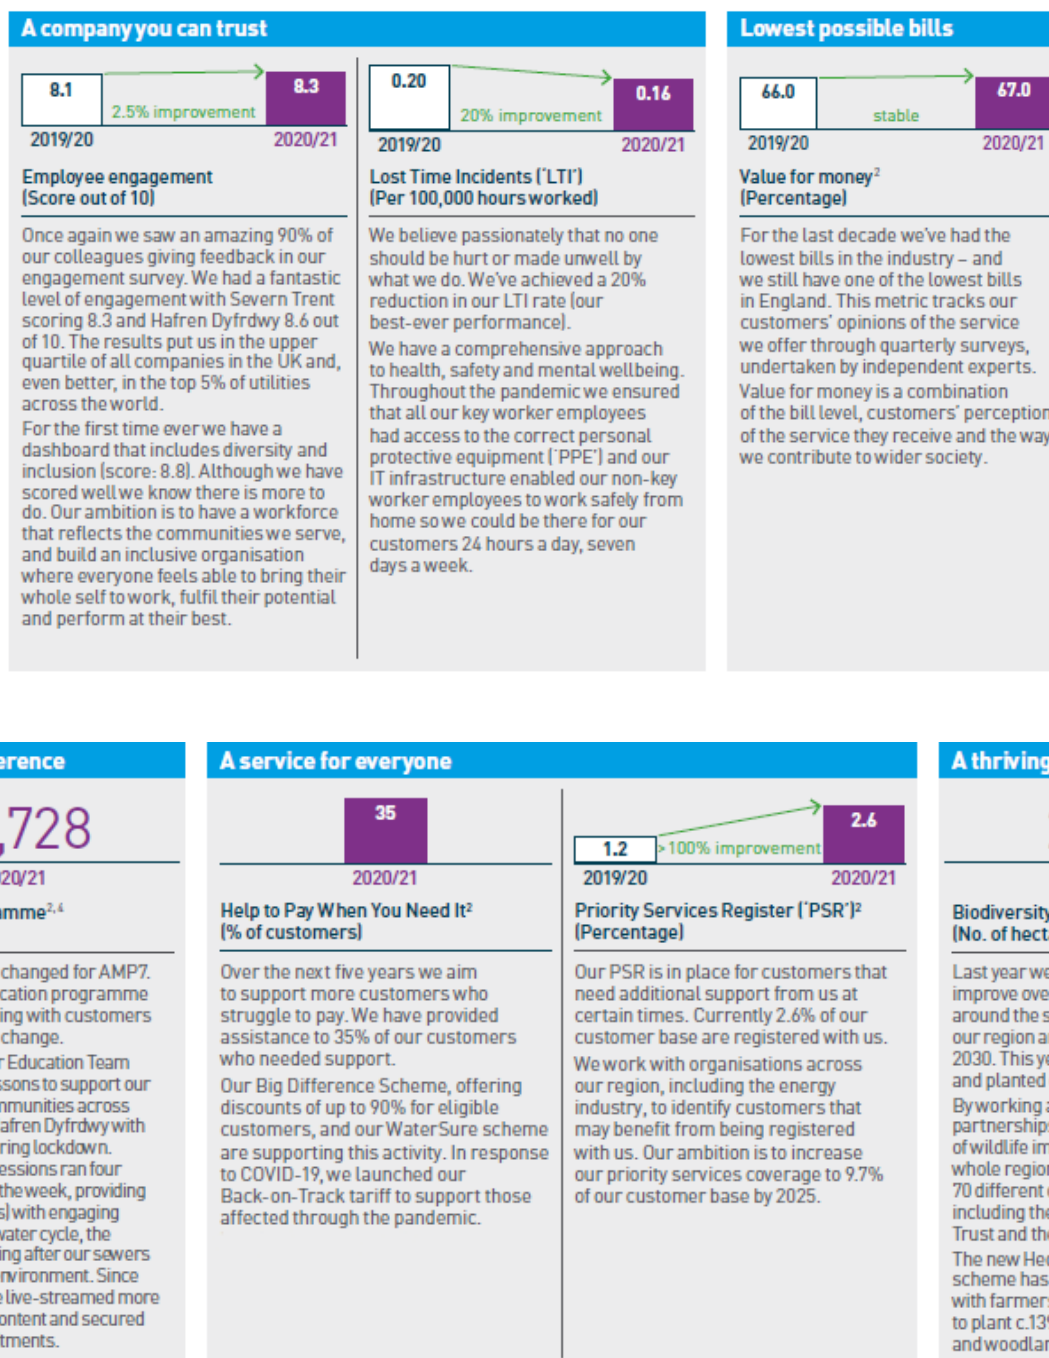 A company you can trust
8.1
2.5% improvement
8.3
2019/20
2020/21
Employee engagement
(Score out of 10)
Once again we saw an amazing 90% of
our colleagues giving feedback in our
engagement survey. We had a fantastic
level of engagement with Severn Trent
scoring 8.3 and Hafren Dyfrdwy 8.6 out
of 10. The results put us in the upper
quartile of all companies in the UK and,
even better, in the top 5% of utilities
across the world.
For the first time ever we have a
dashboard that includes diversity and
inclusion (score: 8.8). Although we have
scored well we know there is more to
do. Our ambition is to have a workforce
that reflects the communities we serve,
and build an inclusive organisation
where everyone feels able to bring their
whole self to work, fulfil their potential
and perform at their best.
0.20
20% improvement
0.16
2019/20
2020/21
Lost Time Incidents (‘LTI’)
(Per 100,000 hours worked)
We believe passionately that no one
should be hurt or made unwell by
what we do. We’ve achieved a 20%
reduction in our LTI rate (our
best-ever performance).
We have a comprehensive approach
to health, safety and mental wellbeing.
Throughout the pandemic we ensured
that all our key worker employees
had access to the correct personal
protective equipment (‘PPE’) and our
IT infrastructure enabled our non-key
worker employees to work safely from
home so we could be there for our
customers 24 hours a day, seven
days a week.
Lowest possible bills
66.0
stable
67.0
2019/20
2020/21
Value for money²
(Percentage)
For the last decade we’ve had the
lowest bills in the industry – and
we still have one of the lowest bills
in England. This metric tracks our
customers’ opinions of the service
we offer through quarterly surveys,
undertaken by independent experts.
Value for money is a combination
of the bill level, customers’ perception
of the service they receive and the way
we contribute to wider society.
erence
,728
20/21
mme²,⁴
changed for AMP7.
cation programme
ing with customers
change.
r Education Team
ssons to support our
mmunities across
afren Dyfrdwy with
ring lockdown.
essions ran four
the week, providing
s) with engaging
water cycle, the
ing after our sewers
nvironment. Since
e live-streamed more
ontent and secured
tments.
A service for everyone
35
2020/21
Help to Pay When You Need It²
(% of customers)
Over the next five years we aim
to support more customers who
struggle to pay. We have provided
assistance to 35% of our customers
who needed support.
Our Big Difference Scheme, offering
discounts of up to 90% for eligible
customers, and our WaterSure scheme
are supporting this activity. In response
to COVID-19, we launched our
Back-on-Track tariff to support those
affected through the pandemic.
1.2
>100% improvement
2.6
2019/20
2020/21
Priority Services Register (‘PSR’)²
(Percentage)
Our PSR is in place for customers that
need additional support from us at
certain times. Currently 2.6% of our
customer base are registered with us.
We work with organisations across
our region, including the energy
industry, to identify customers that
may benefit from being registered
with us. Our ambition is to increase
our priority services coverage to 9.7%
of our customer base by 2025.
A thriving
Biodiversity
(No. of hect
Last year we
improve ove
around the s
our region a
2030. This ye
and planted
By working a
partnerships
of wildlife im
whole region
70 different
including the
Trust and the
The new Hed
scheme has
with farmers
to plant c.13
and woodlan